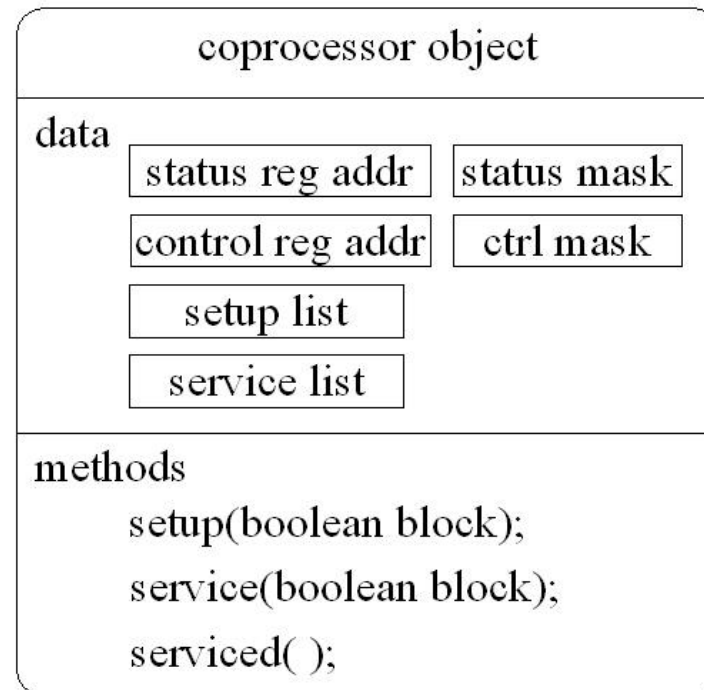 coprocessor object
data
status reg addr status mask
control reg addr ctrl mask
setup list
service list
methods
setup(boolean block);
service(boolean block);
serviced( );